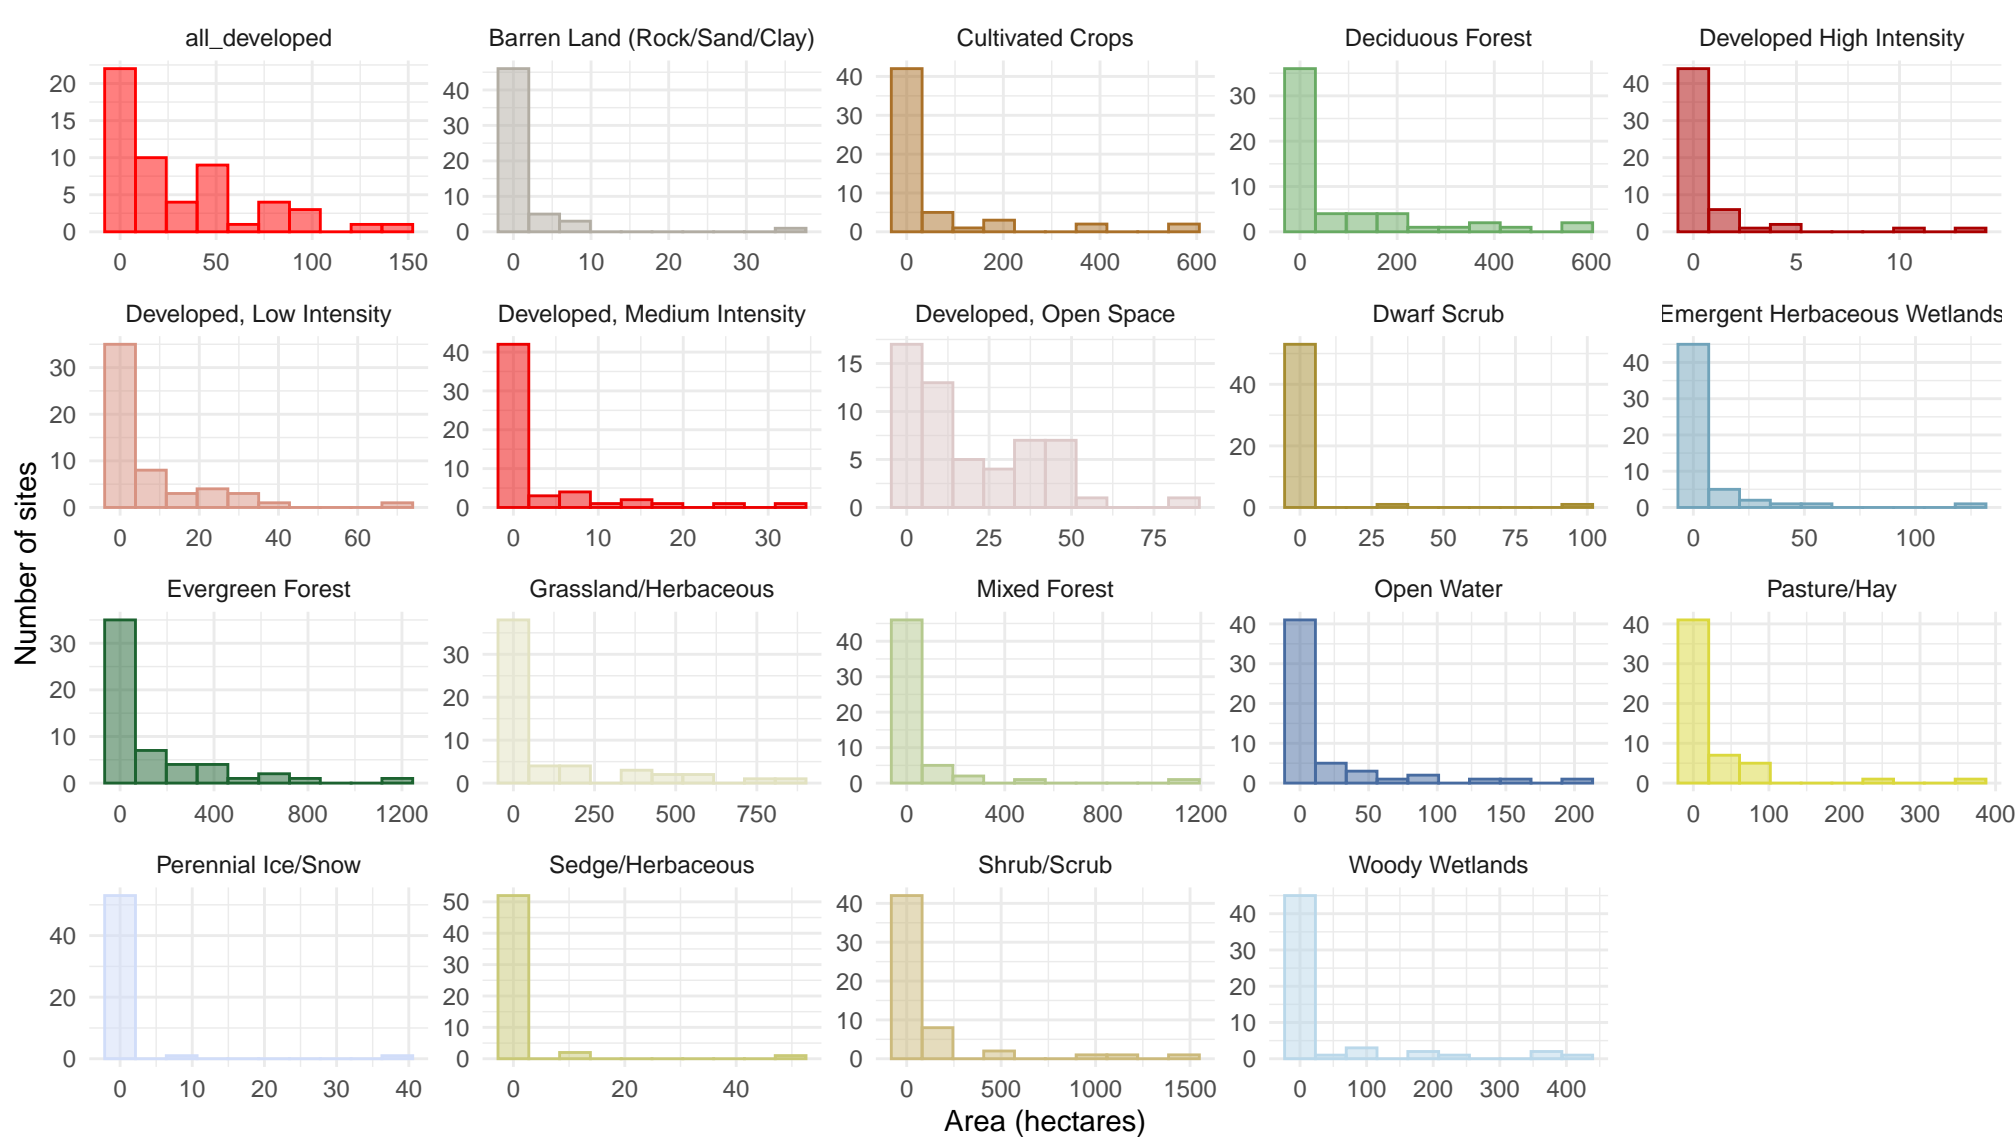 all_developed
Barren Land (Rock/Sand/Clay)
Cultivated Crops
Deciduous Forest
Developed High Intensity
20
15
10
5
0
0 50 100 150
40
30
20
10
0
0 10 20 30
40
30
20
10
0
0 200 400 600
30
20
10
0
0 200 400 600
40
30
20
10
0
0 5 10
Developed, Low Intensity
Developed, Medium Intensity
Developed, Open Space
Dwarf Scrub
Emergent Herbaceous Wetlands
30
20
10
0
0 20 40 60
40
30
20
10
0
0 10 20 30
15
10
5
0
0 25 50 75
40
20
0
0 25 50 75 100
40
30
20
10
0
0 50 100
Number of sites
Evergreen Forest
Grassland/Herbaceous
Mixed Forest
Open Water
Pasture/Hay
30
20
10
0
0 400 800 1200
30
20
10
0
0 250 500 750
40
30
20
10
0
0 400 800 1200
40
30
20
10
0
0 50 100 150 200
40
30
20
10
0
0 100 200 300 400
Perennial Ice/Snow
Sedge/Herbaceous
Shrub/Scrub
Woody Wetlands
40
20
0
0 10 20 30 40
50
40
30
20
10
0
0 20 40
40
30
20
10
0
0 500 1000 1500
40
30
20
10
0
0 100 200 300 400
Area (hectares)